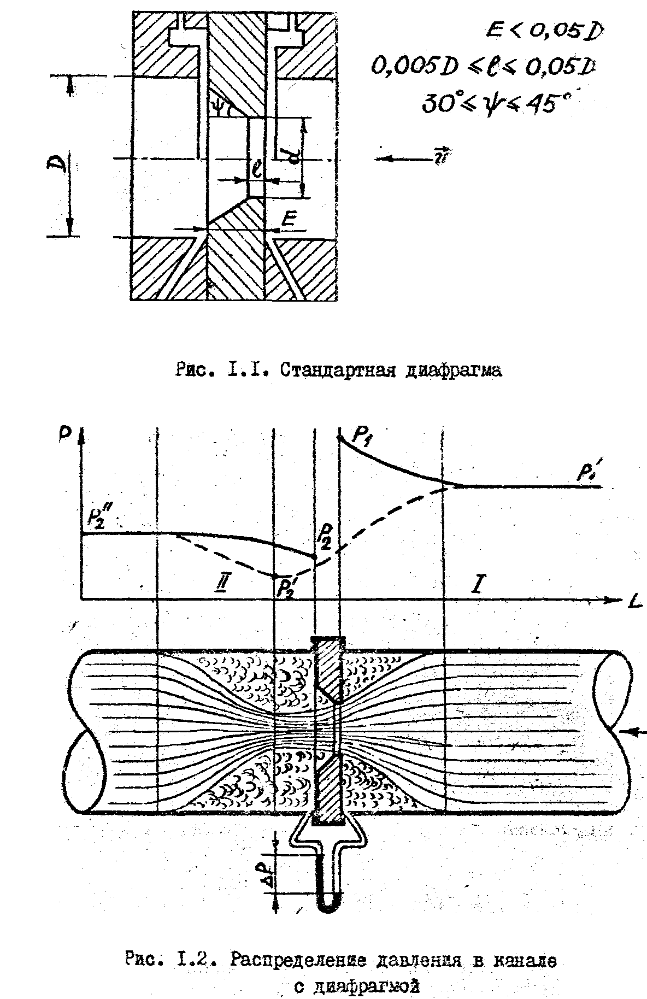 E < 0,05D
0,005D ⩽ ℓ ⩽ 0,05D
30° ⩽ ψ ⩽ 45°
ψ
D
d
ℓ
E
Рис. I.I. Стандартная диафрагма
P
P₁
P₁′
P₂″
P₂
P₂′
II
I
L
ΔP
Рис. I.2. Распределение давления в канале
с диафрагмой